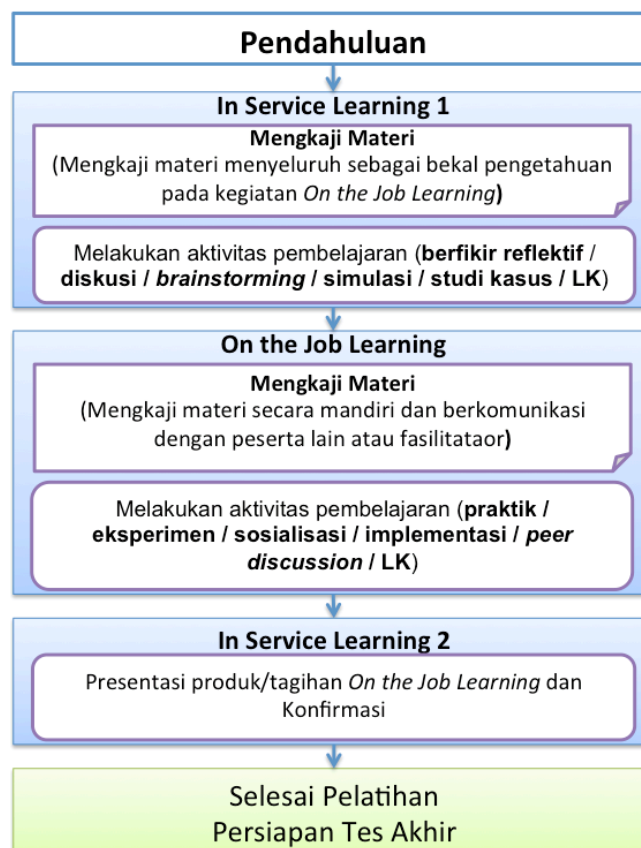 Pendahuluan
In Service Learning 1
Mengkaji Materi
(Mengkaji materi menyeluruh sebagai bekal pengetahuan
pada kegiatan On the Job Learning)
Melakukan aktivitas pembelajaran (berfikir reflektif /
diskusi / brainstorming / simulasi / studi kasus / LK)
On the Job Learning
Mengkaji Materi
(Mengkaji materi secara mandiri dan berkomunikasi
dengan peserta lain atau fasilitataor)
Melakukan aktivitas pembelajaran (praktik /
eksperimen / sosialisasi / implementasi / peer
discussion / LK)
In Service Learning 2
Presentasi produk/tagihan On the Job Learning dan
Konfirmasi
Selesai Pelatihan
Persiapan Tes Akhir